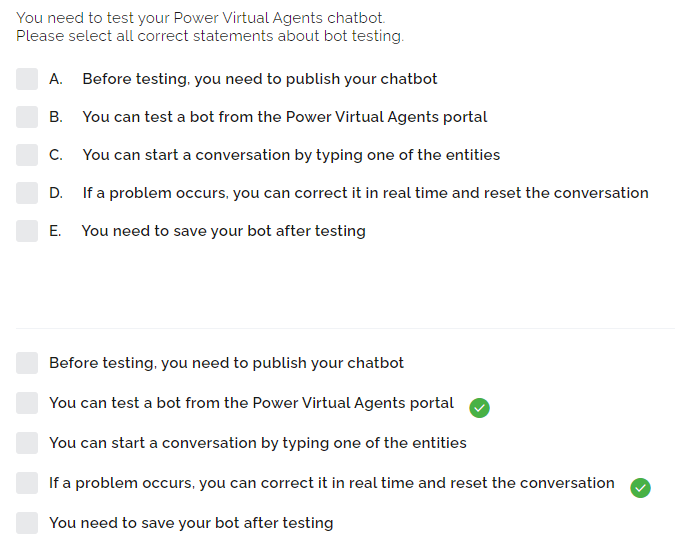 You need to test your Power Virtual Agents chatbot.
Please select all correct statements about bot testing.
A. Before testing, you need to publish your chatbot
B. You can test a bot from the Power Virtual Agents portal
C. You can start a conversation by typing one of the entities
D. If a problem occurs, you can correct it in real time and reset the conversation
E. You need to save your bot after testing
Before testing, you need to publish your chatbot
You can test a bot from the Power Virtual Agents portal
You can start a conversation by typing one of the entities
If a problem occurs, you can correct it in real time and reset the conversation
You need to save your bot after testing